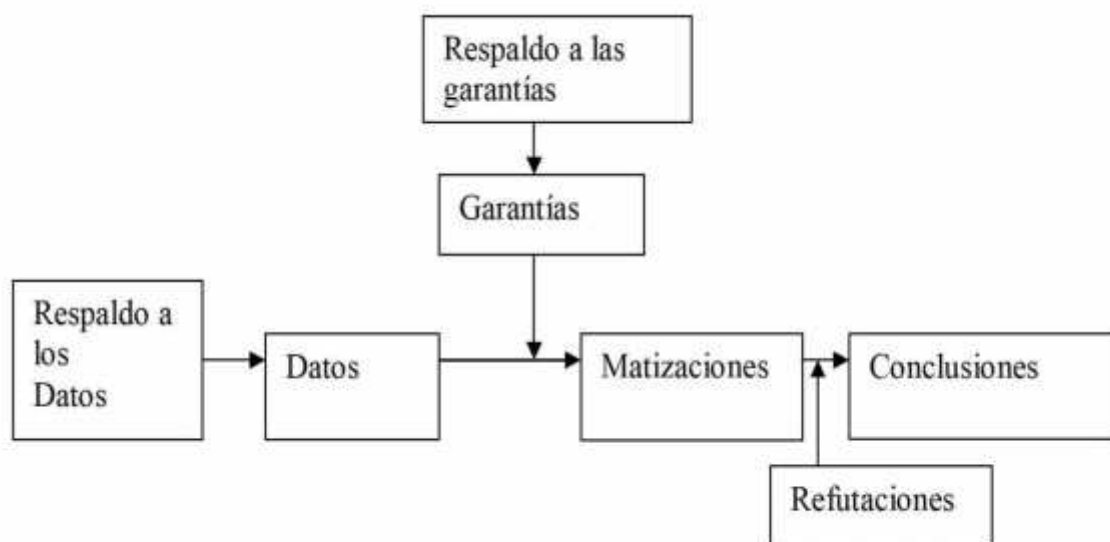 Respaldo a las
garantías
Garantías
Respaldo a
los
Datos
Datos
Matizaciones
Conclusiones
Refutaciones